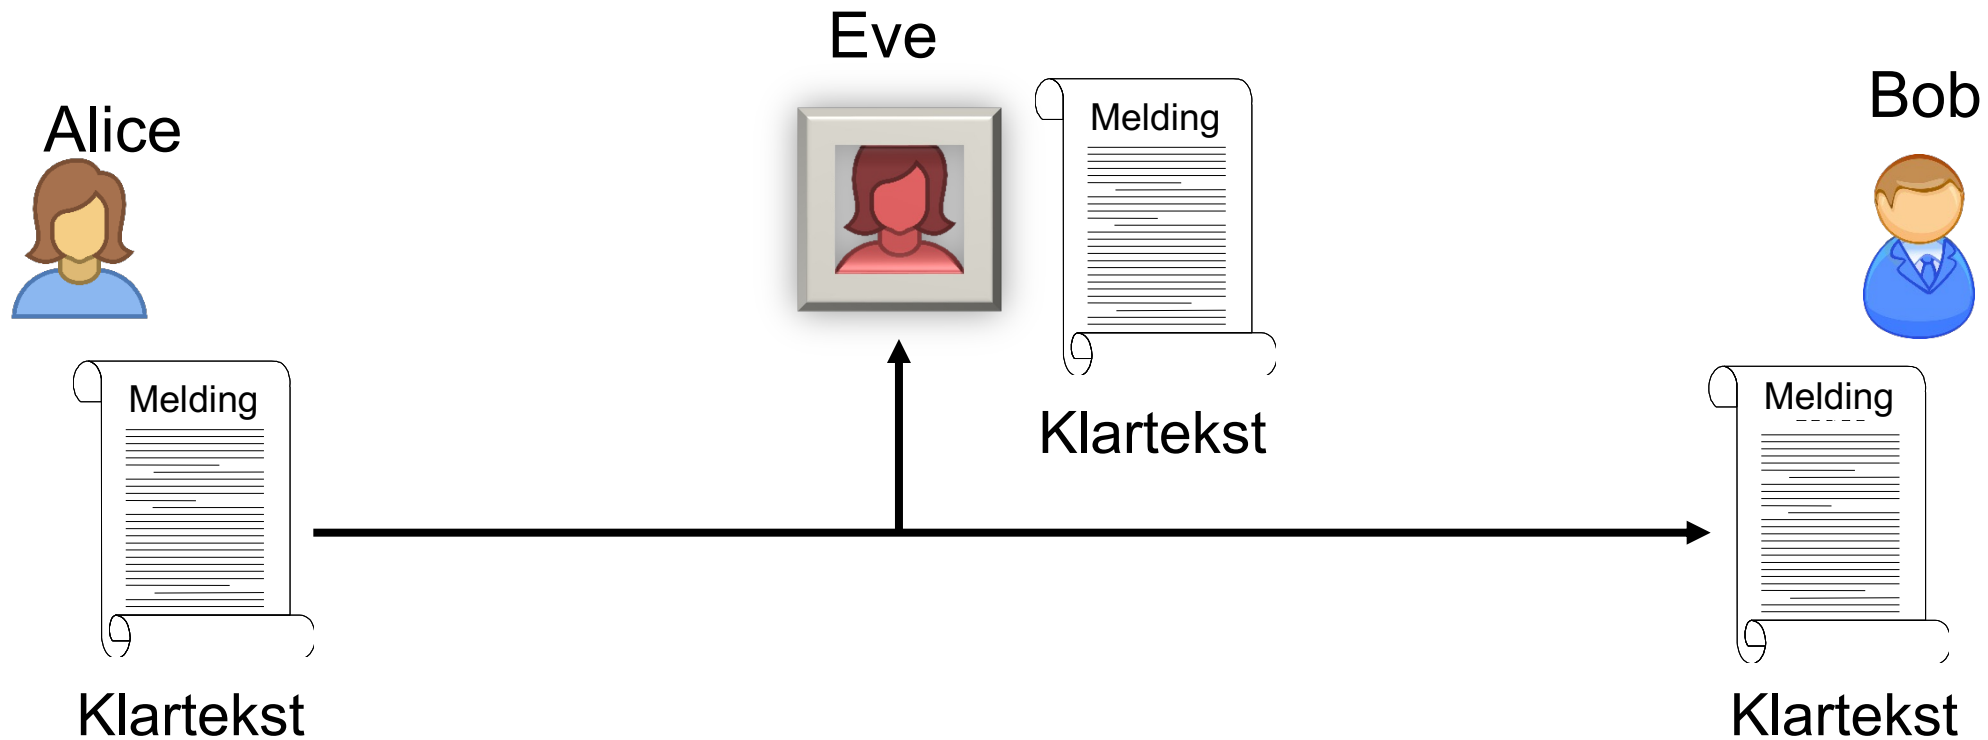 Eve
Alice
Bob
Melding
Melding
Melding
Klartekst
Klartekst
Klartekst